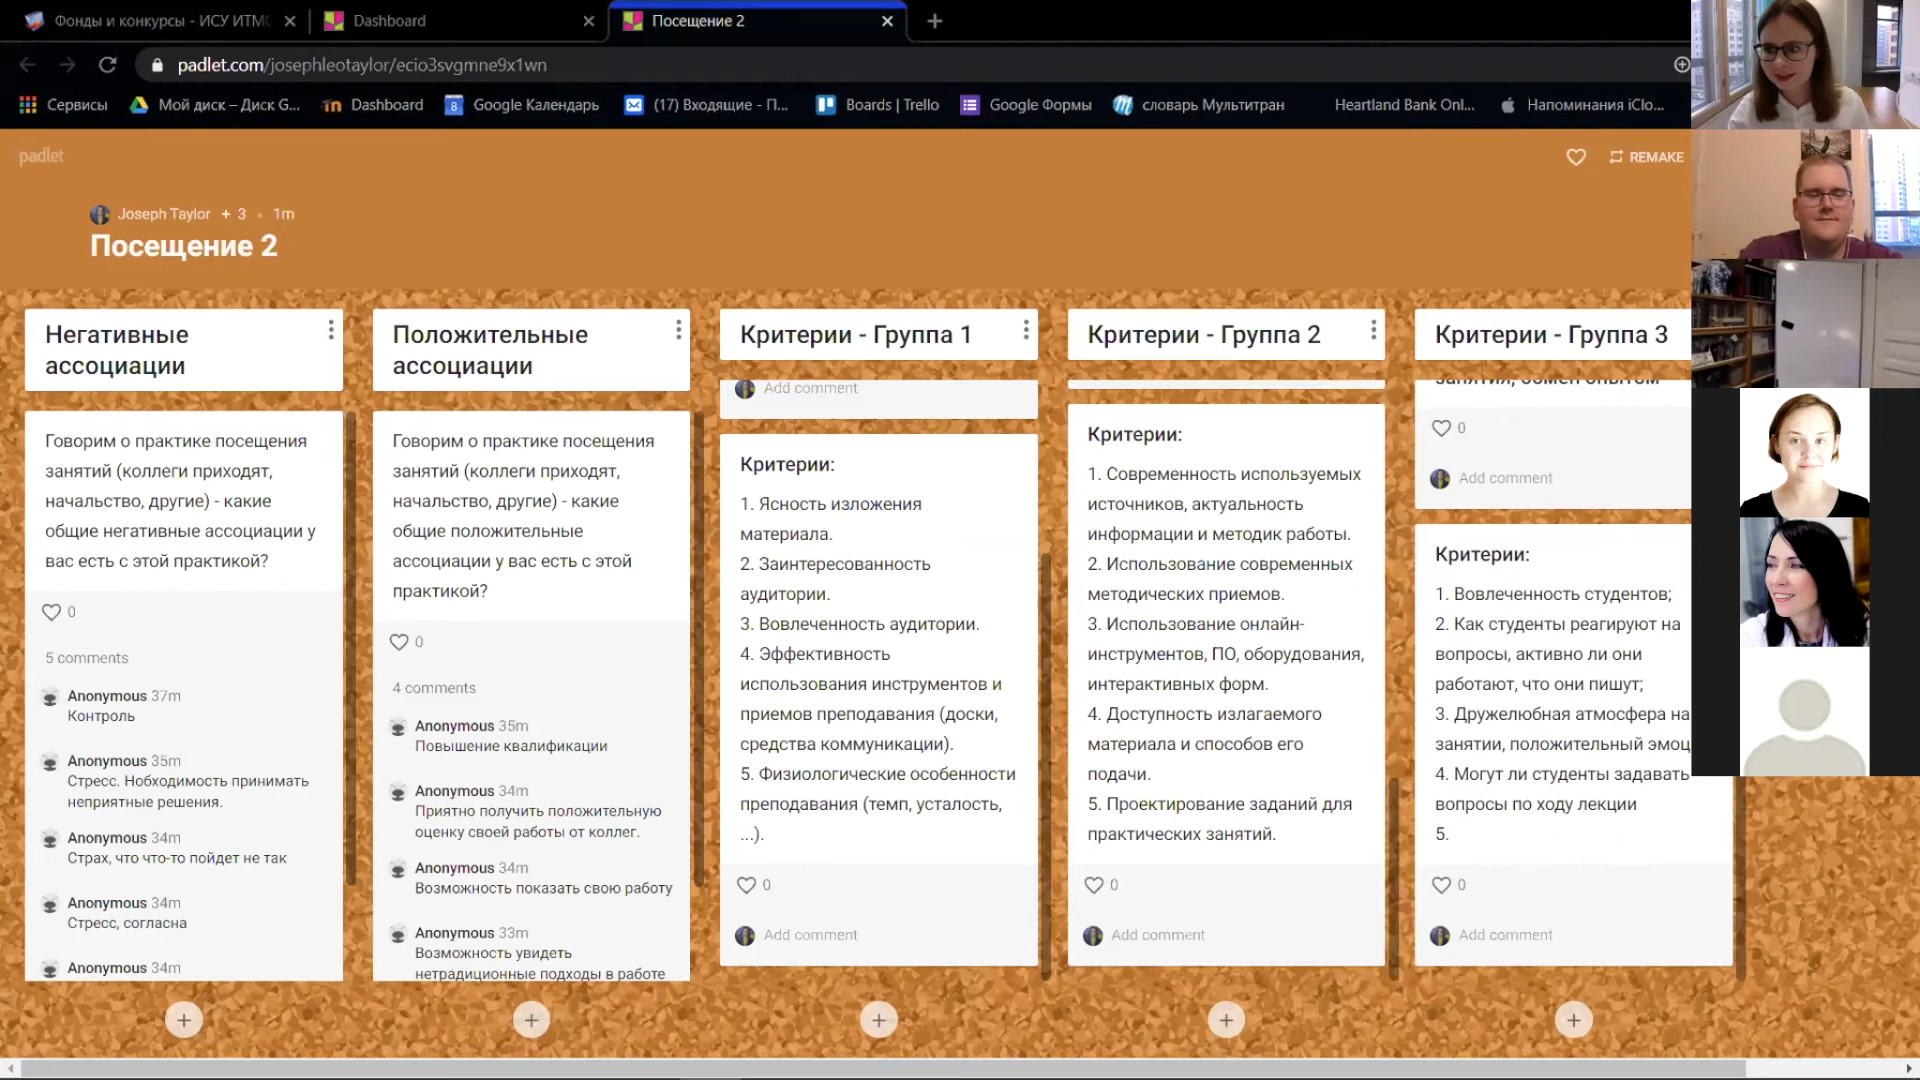 Фонды и конкурсы - ИСУ ИТМО
Dashboard
Посещение 2
padlet.com/josephleotaylor/ecio3svgmne9x1wn
Сервисы
Мой диск – Диск G...
Dashboard
Google Календарь
(17) Входящие - П...
Boards | Trello
Google Формы
словарь Мультитран
Heartland Bank Onl...
Напоминания iClo...
padlet
REMAKE
Joseph Taylor + 3 • 1m
Посещение 2
Негативные
ассоциации
Говорим о практике посещения
занятий (коллеги приходят,
начальство, другие) - какие
общие негативные ассоциации у
вас есть с этой практикой?
0
5 comments
Anonymous 37m
Контроль
Anonymous 35m
Стресс. Нобходимость принимать
неприятные решения.
Anonymous 34m
Страх, что что-то пойдет не так
Anonymous 34m
Стресс, согласна
Anonymous 34m
Положительные
ассоциации
Говорим о практике посещения
занятий (коллеги приходят,
начальство, другие) - какие
общие положительные
ассоциации у вас есть с этой
практикой?
0
4 comments
Anonymous 35m
Повышение квалификации
Anonymous 34m
Приятно получить положительную
оценку своей работы от коллег.
Anonymous 34m
Возможность показать свою работу
Anonymous 33m
Возможность увидеть
нетрадиционные подходы в работе
Критерии - Группа 1
Add comment
Критерии:
1. Ясность изложения
материала.
2. Заинтересованность
аудитории.
3. Вовлеченность аудитории.
4. Эффективность
использования инструментов и
приемов преподавания (доски,
средства коммуникации).
5. Физиологические особенности
преподавания (темп, усталость,
...).
0
Add comment
Критерии - Группа 2
Критерии:
1. Современность используемых
источников, актуальность
информации и методик работы.
2. Использование современных
методических приемов.
3. Использование онлайн-
инструментов, ПО, оборудования,
интерактивных форм.
4. Доступность излагаемого
материала и способов его
подачи.
5. Проектирование заданий для
практических занятий.
0
Add comment
Критерии - Группа 3
занятия, обмен опытом
0
Add comment
Критерии:
1. Вовлеченность студентов;
2. Как студенты реагируют на
вопросы, активно ли они
работают, что они пишут;
3. Дружелюбная атмосфера на
занятии, положительный эмоц
4. Могут ли студенты задавать
вопросы по ходу лекции
5.
0
Add comment